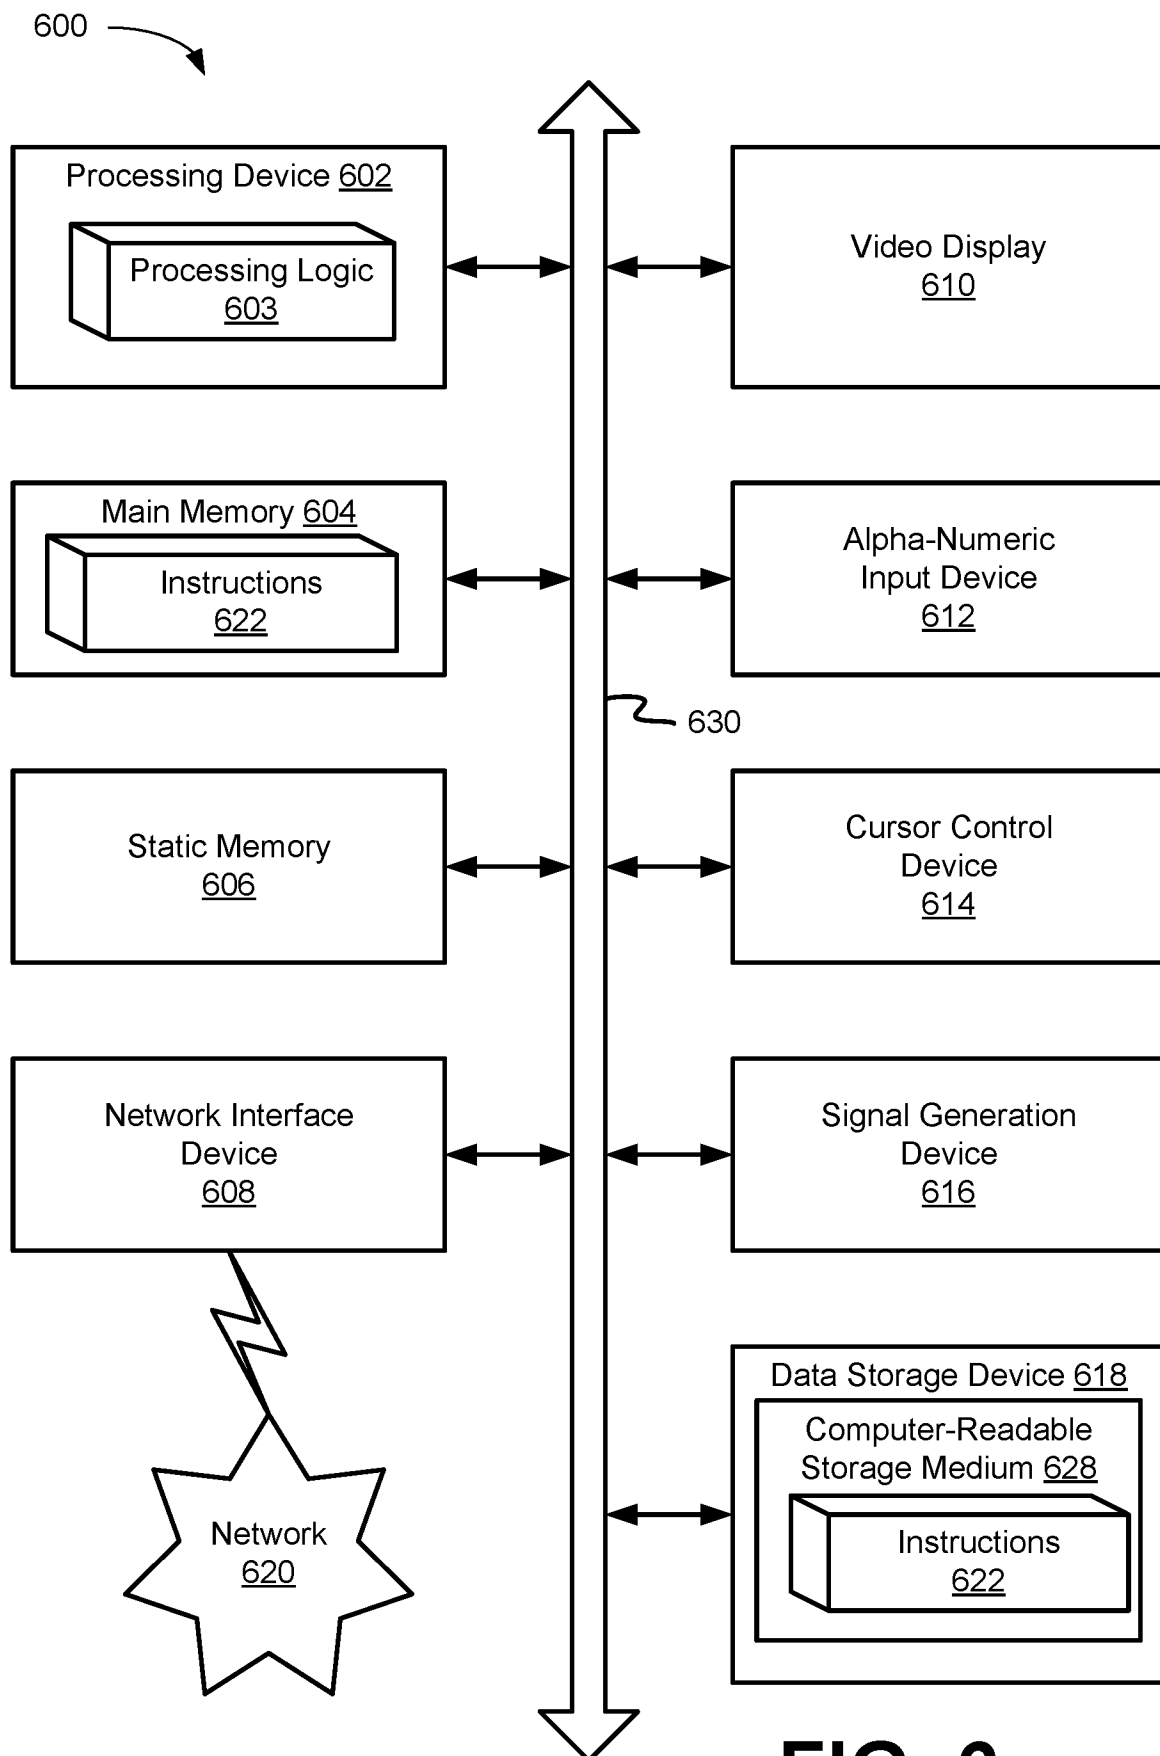 600
Processing Device 602
Processing Logic
603
Video Display
610
Main Memory 604
Instructions
622
Alpha-Numeric
Input Device
612
630
Static Memory
606
Cursor Control
Device
614
Network Interface
Device
608
Signal Generation
Device
616
Data Storage Device 618
Computer-Readable
Storage Medium 628
Instructions
622
Network
620
FIG.